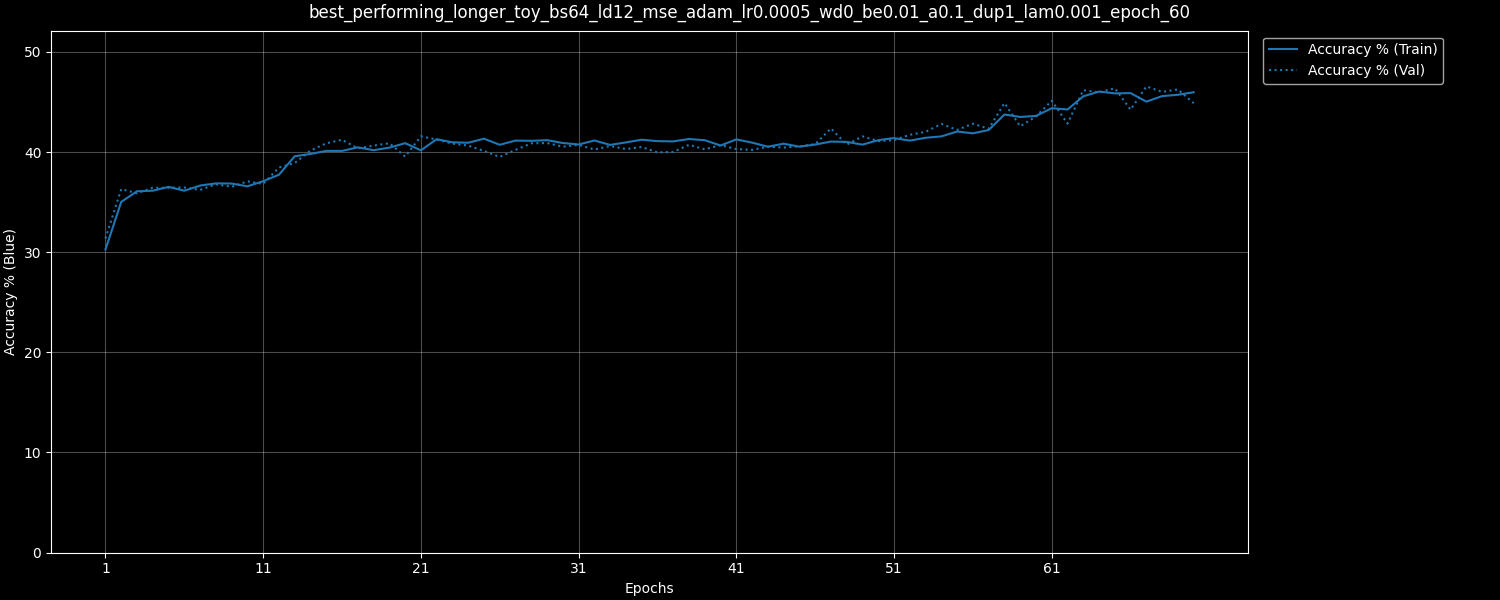 best_performing_longer_toy_bs64_ld12_mse_adam_lr0.0005_wd0_be0.01_a0.1_dup1_lam0.001_epoch_60
Accuracy % (Train)
Accuracy % (Val)
Accuracy % (Blue)
50
40
30
20
10
0
1 11 21 31 41 51 61
Epochs